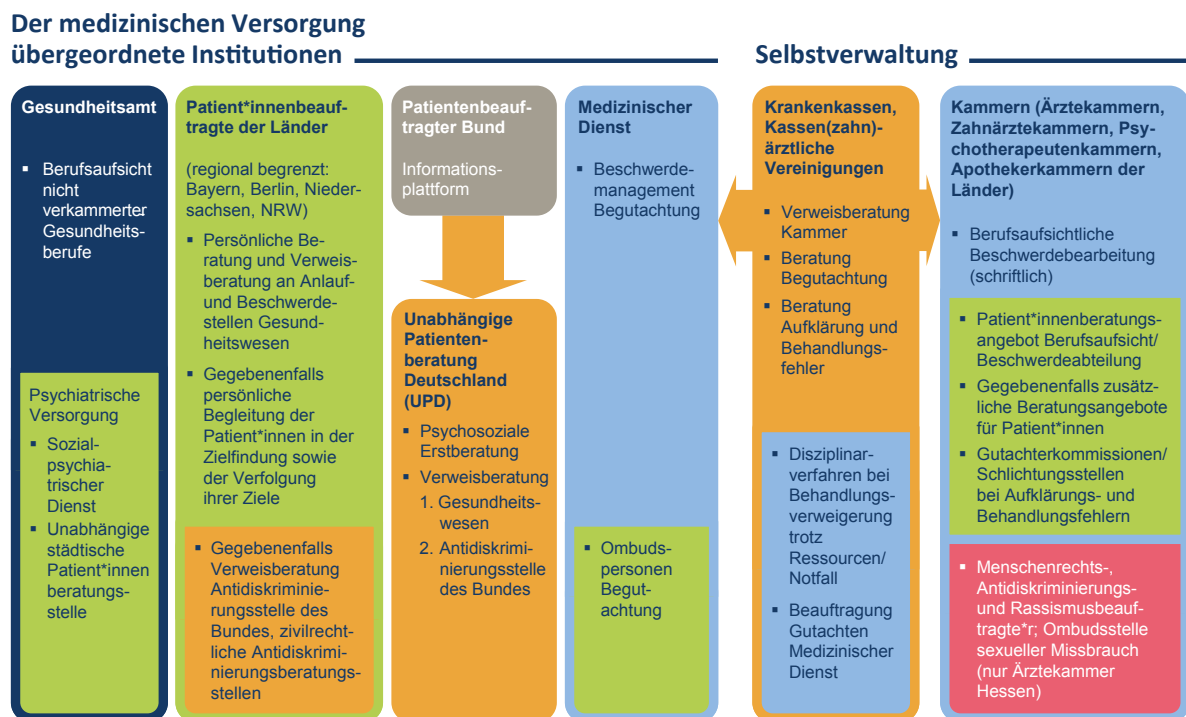 Der medizinischen Versorgung
übergeordnete Institutionen
Selbstverwaltung
Gesundheitsamt
▪ Berufsaufsicht
nicht
verkammerter
Gesundheits-
berufe
Psychiatrische
Versorgung
▪ Sozial-
psychia-
trischer
Dienst
▪ Unabhängige
städtische
Patient*innen
beratungs-
stelle
Patient*innenbeauf-
tragte der Länder
(regional begrenzt:
Bayern, Berlin, Nieder-
sachsen, NRW)
▪ Persönliche Be-
ratung und Verweis-
beratung an Anlauf-
und Beschwerde-
stellen Gesund-
heitswesen
▪ Gegebenenfalls
persönliche
Begleitung der
Patient*innen in der
Zielfindung sowie
der Verfolgung
ihrer Ziele
▪ Gegebenenfalls
Verweisberatung
Antidiskriminie-
rungsstelle des
Bundes, zivilrecht-
liche Antidiskrimi-
nierungsberatungs-
stellen
Patientenbeauf-
tragter Bund
Informations-
plattform
Unabhängige
Patienten-
beratung
Deutschland
(UPD)
▪ Psychosoziale
Erstberatung
▪ Verweisberatung
1. Gesundheits-
wesen
2. Antidiskrimi-
nierungsstelle
des Bundes
Medizinischer
Dienst
▪ Beschwerde-
management
Begutachtung
▪ Ombuds-
personen
Begut-
achtung
Krankenkassen,
Kassen(zahn)-
ärztliche
Vereinigungen
▪ Verweisberatung
Kammer
▪ Beratung
Begutachtung
▪ Beratung
Aufklärung und
Behandlungs-
fehler
▪ Disziplinar-
verfahren bei
Behandlungs-
verweigerung
trotz
Ressourcen/
Notfall
▪ Beauftragung
Gutachten
Medizinischer
Dienst
Kammern (Ärztekammern,
Zahnärztekammern, Psy-
chotherapeutenkammern,
Apothekerkammern der
Länder)
▪ Berufsaufsichtliche
Beschwerdebearbeitung
(schriftlich)
▪ Patient*innenberatungs-
angebot Berufsaufsicht/
Beschwerdeabteilung
▪ Gegebenenfalls zusätz-
liche Beratungsangebote
für Patient*innen
▪ Gutachterkommissionen/
Schlichtungsstellen
bei Aufklärungs- und
Behandlungsfehlern
▪ Menschenrechts-,
Antidiskriminierungs-
und Rassismusbeauf-
tragte*r; Ombudsstelle
sexueller Missbrauch
(nur Ärztekammer
Hessen)